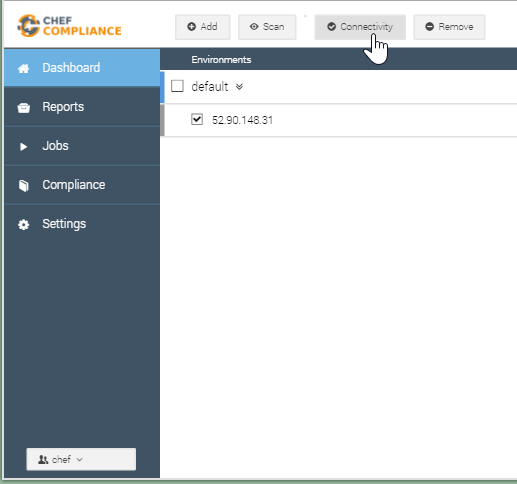 CHEF
COMPLIANCE
Add
Scan
Connectivity
Remove
Dashboard
Reports
Jobs
Compliance
Settings
Environments
default
52.90.148.31
chef